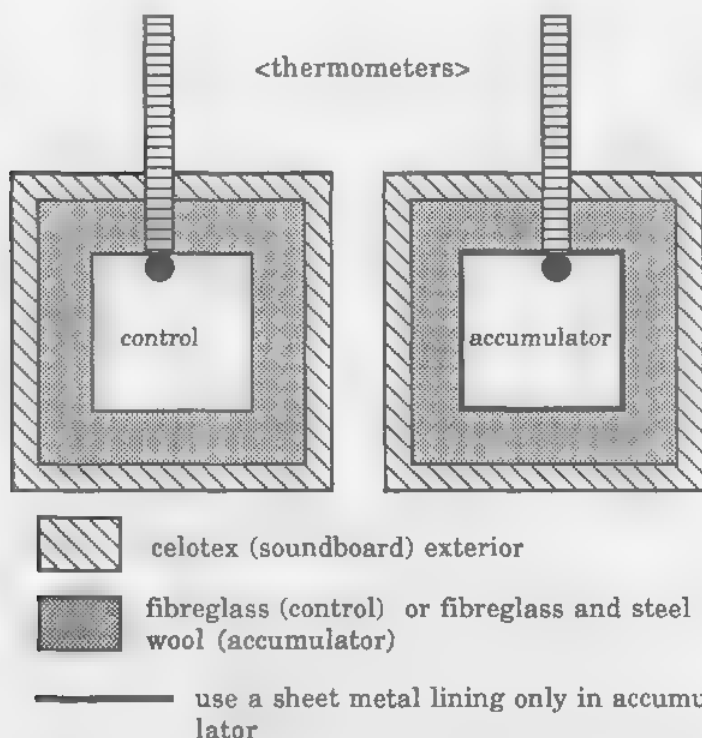 <thermometers>
control
accumulator
celotex (soundboard) exterior
fibreglass (control) or fibreglass and steel
wool (accumulator)
use a sheet metal lining only in accumu
lator